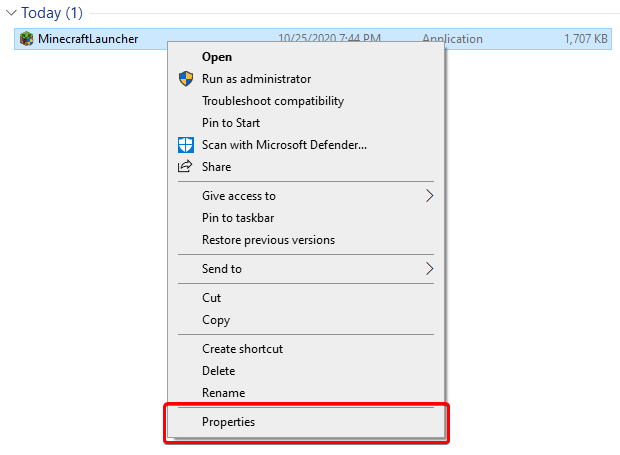 Today (1)
MinecraftLauncher 10/25/2020 7:44 PM Application 1,707 KB
Open
Run as administrator
Troubleshoot compatibility
Pin to Start
Scan with Microsoft Defender...
Share
Give access to
Pin to taskbar
Restore previous versions
Send to
Cut
Copy
Create shortcut
Delete
Rename
Properties